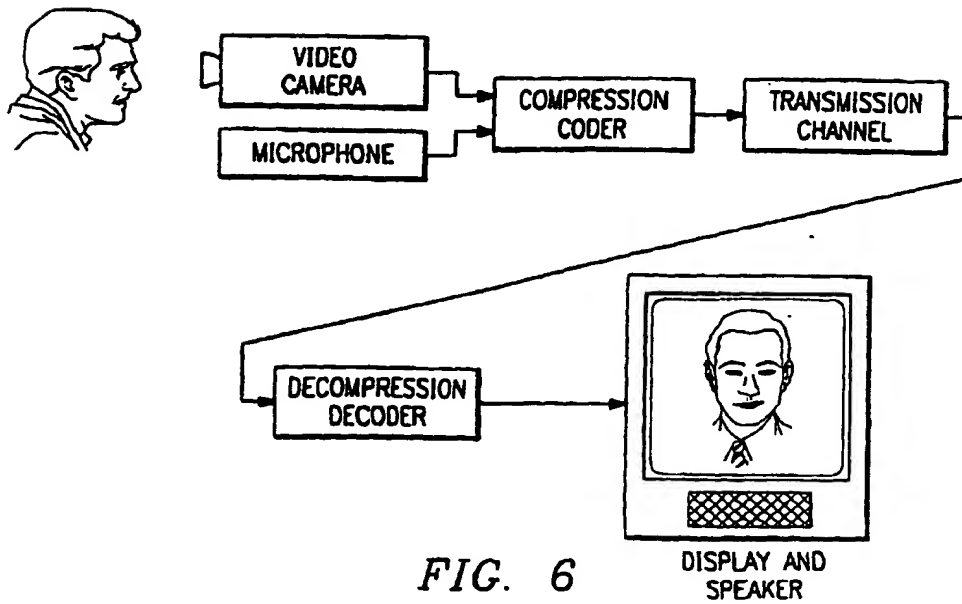 VIDEO
CAMERA
MICROPHONE
COMPRESSION
CODER
TRANSMISSION
CHANNEL
DECOMPRESSION
DECODER
DISPLAY AND
SPEAKER
FIG. 6